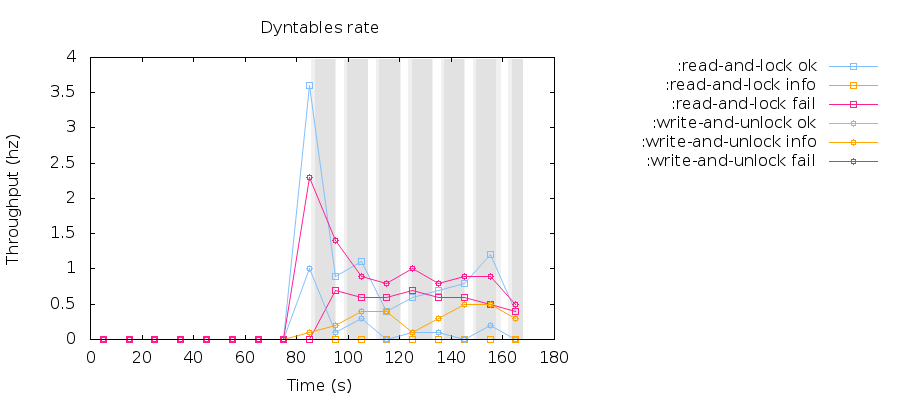 Dyntables rate
4
3.5
3
2.5
2
1.5
1
0.5
0
Throughput (hz)
0 20 40 60 80 100 120 140 160 180
Time (s)
:read-and-lock ok
:read-and-lock info
:read-and-lock fail
:write-and-unlock ok
:write-and-unlock info
:write-and-unlock fail